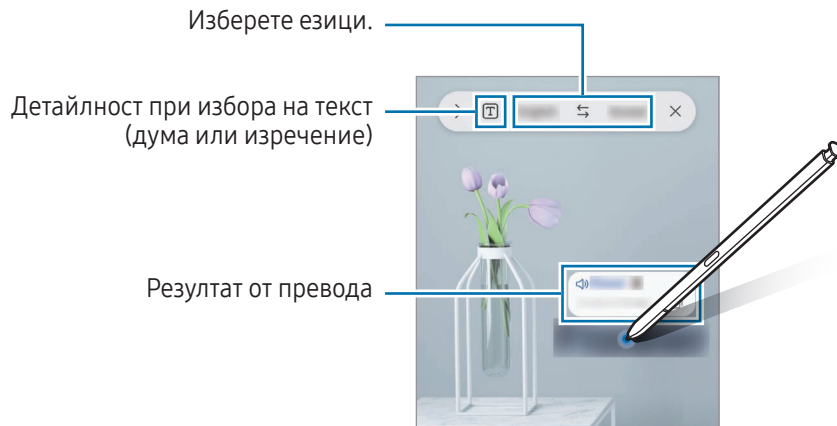 Изберете езици.
Детайлност при избора на текст
(дума или изречение)
T
Резултат от превода